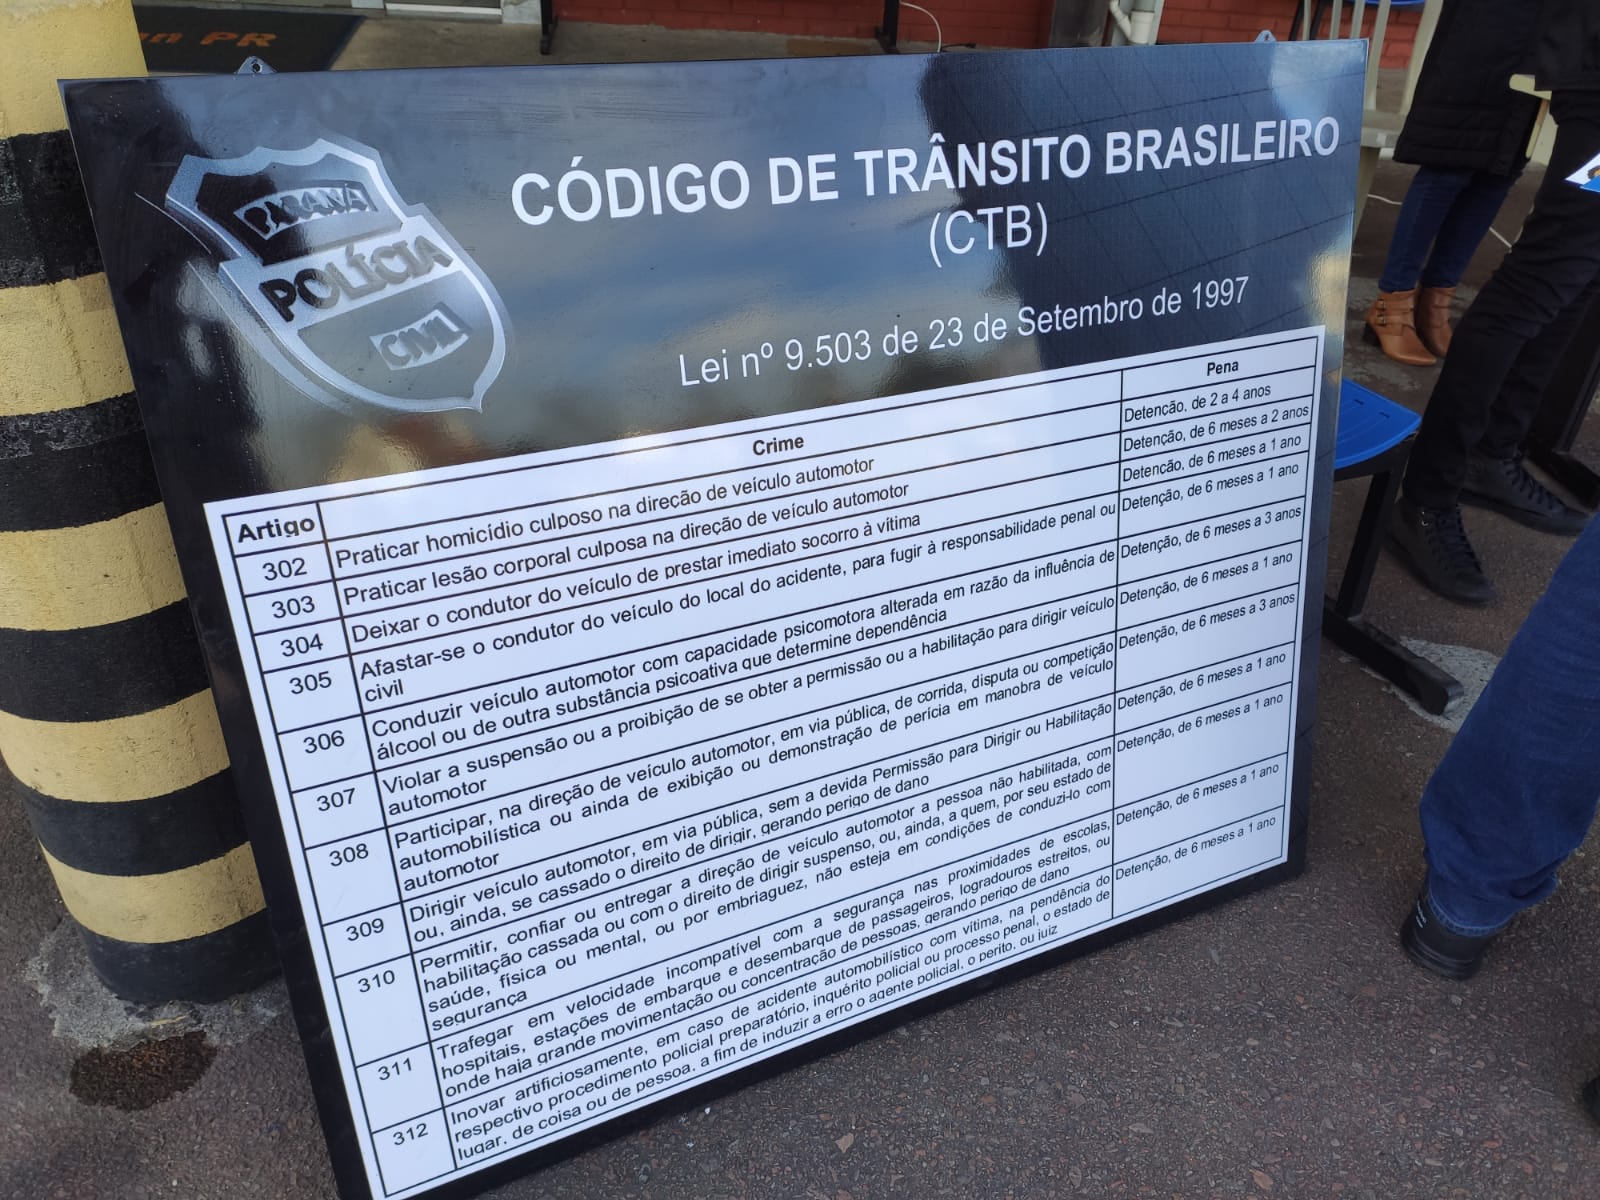 an PR
PARANÁ
POLÍCIA
CIVIL
CÓDIGO DE TRÂNSITO BRASILEIRO
(CTB)
Lei nº 9.503 de 23 de Setembro de 1997
Artigo Crime Pena
302 Praticar homicídio culposo na direção de veículo automotor Detenção, de 2 a 4 anos
303 Praticar lesão corporal culposa na direção de veículo automotor Detenção, de 6 meses a 2 anos
304 Deixar o condutor do veículo de prestar imediato socorro à vítima Detenção, de 6 meses a 1 ano
305 Afastar-se o condutor do veículo do local do acidente, para fugir à responsabilidade penal ou Detenção, de 6 meses a 1 ano
civil
306 Conduzir veículo automotor com capacidade psicomotora alterada em razão da influência de Detenção, de 6 meses a 3 anos
álcool ou de outra substância psicoativa que determine dependência
307 Violar a suspensão ou a proibição de se obter a permissão ou a habilitação para dirigir veículo Detenção, de 6 meses a 1 ano
automotor
308 Participar, na direção de veículo automotor, em via pública, de corrida, disputa ou competição Detenção, de 6 meses a 3 anos
automobilística ou ainda de exibição ou demonstração de perícia em manobra de veículo
automotor
309 Dirigir veículo automotor, em via pública, sem a devida Permissão para Dirigir ou Habilitação Detenção, de 6 meses a 1 ano
ou, ainda, se cassado o direito de dirigir, gerando perigo de dano
310 Permitir, confiar ou entregar a direção de veículo automotor a pessoa não habilitada, com Detenção, de 6 meses a 1 ano
habilitação cassada ou com o direito de dirigir suspenso, ou, ainda, a quem, por seu estado de
saúde, física ou mental, ou por embriaguez, não esteja em condições de conduzi-lo com
segurança
311 Trafegar em velocidade incompatível com a segurança nas proximidades de escolas, Detenção, de 6 meses a 1 ano
hospitais, estações de embarque e desembarque de passageiros, logradouros estreitos, ou
onde haja grande movimentação ou concentração de pessoas, gerando perigo de dano
312 Inovar artificiosamente, em caso de acidente automobilístico com vítima, na pendência do Detenção, de 6 meses a 1 ano
respectivo procedimento policial preparatório, inquérito policial ou processo penal, o estado de
lugar, de coisa ou de pessoa, a fim de induzir a erro o agente policial, o perito, ou juiz